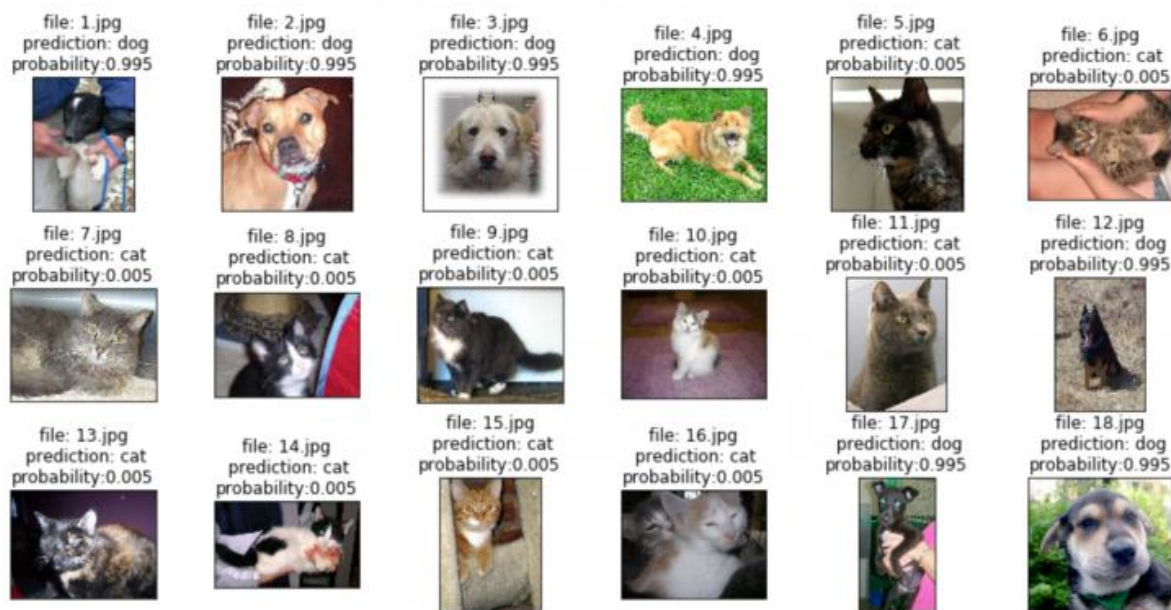 file: 1.jpg
prediction: dog
probability:0.995
file: 2.jpg
prediction: dog
probability:0.995
file: 3.jpg
prediction: dog
probability:0.995
file: 4.jpg
prediction: dog
probability:0.995
file: 5.jpg
prediction: cat
probability:0.005
file: 6.jpg
prediction: cat
probability:0.005
file: 7.jpg
prediction: cat
probability:0.005
file: 8.jpg
prediction: cat
probability:0.005
file: 9.jpg
prediction: cat
probability:0.005
file: 10.jpg
prediction: cat
probability:0.005
file: 11.jpg
prediction: cat
probability:0.005
file: 12.jpg
prediction: dog
probability:0.995
file: 13.jpg
prediction: cat
probability:0.005
file: 14.jpg
prediction: cat
probability:0.005
file: 15.jpg
prediction: cat
probability:0.005
file: 16.jpg
prediction: cat
probability:0.005
file: 17.jpg
prediction: dog
probability:0.995
file: 18.jpg
prediction: dog
probability:0.995